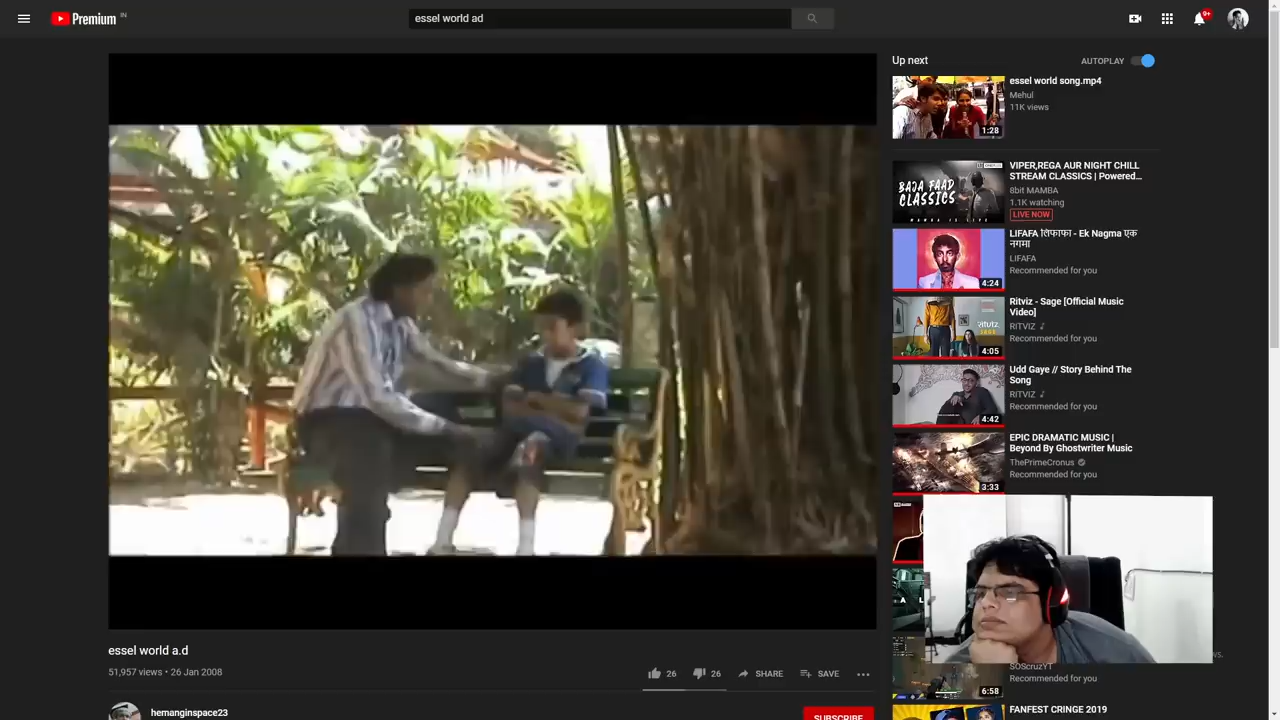 Premium IN
essel world ad
9+
essel world a.d
51,957 views • 26 Jan 2008
26
26
SHARE
SAVE
hemanginspace23
SUBSCRIBE
Up next
AUTOPLAY
essel world song.mp4
Mehul
11K views
1:28
BAJA FAAD
CLASSICS
MAMBA IS LIVE
VIPER,REGA AUR NIGHT CHILL
STREAM CLASSICS | Powered...
8bit MAMBA
1.1K watching
LIVE NOW
LIFAFA लिफाफा - Ek Nagma एक
नगमा
LIFAFA
Recommended for you
4:24
Ritviz - Sage [Official Music
Video]
RITVIZ
Recommended for you
ritviz
4:05
Udd Gaye // Story Behind The
Song
RITVIZ
Recommended for you
4:42
EPIC DRAMATIC MUSIC |
Beyond By Ghostwriter Music
ThePrimeCronus
Recommended for you
3:33
SOScruzYT
Recommended for you
6:58
FANFEST CRINGE 2019